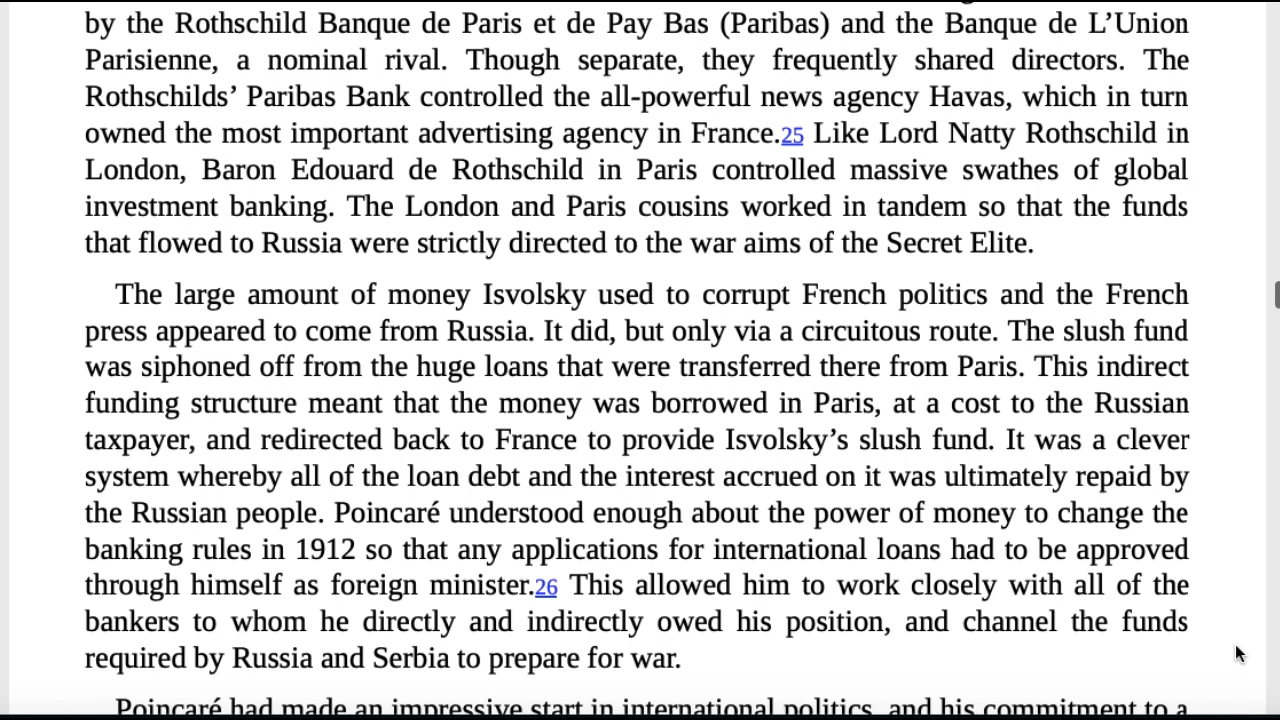 by the Rothschild Banque de Paris et de Pay Bas (Paribas) and the Banque de L’Union
Parisienne, a nominal rival. Though separate, they frequently shared directors. The
Rothschilds’ Paribas Bank controlled the all-powerful news agency Havas, which in turn
owned the most important advertising agency in France.25 Like Lord Natty Rothschild in
London, Baron Edouard de Rothschild in Paris controlled massive swathes of global
investment banking. The London and Paris cousins worked in tandem so that the funds
that flowed to Russia were strictly directed to the war aims of the Secret Elite.
The large amount of money Isvolsky used to corrupt French politics and the French
press appeared to come from Russia. It did, but only via a circuitous route. The slush fund
was siphoned off from the huge loans that were transferred there from Paris. This indirect
funding structure meant that the money was borrowed in Paris, at a cost to the Russian
taxpayer, and redirected back to France to provide Isvolsky’s slush fund. It was a clever
system whereby all of the loan debt and the interest accrued on it was ultimately repaid by
the Russian people. Poincaré understood enough about the power of money to change the
banking rules in 1912 so that any applications for international loans had to be approved
through himself as foreign minister.26 This allowed him to work closely with all of the
bankers to whom he directly and indirectly owed his position, and channel the funds
required by Russia and Serbia to prepare for war.
Poincaré had made an impressive start in international politics, and his commitment to a